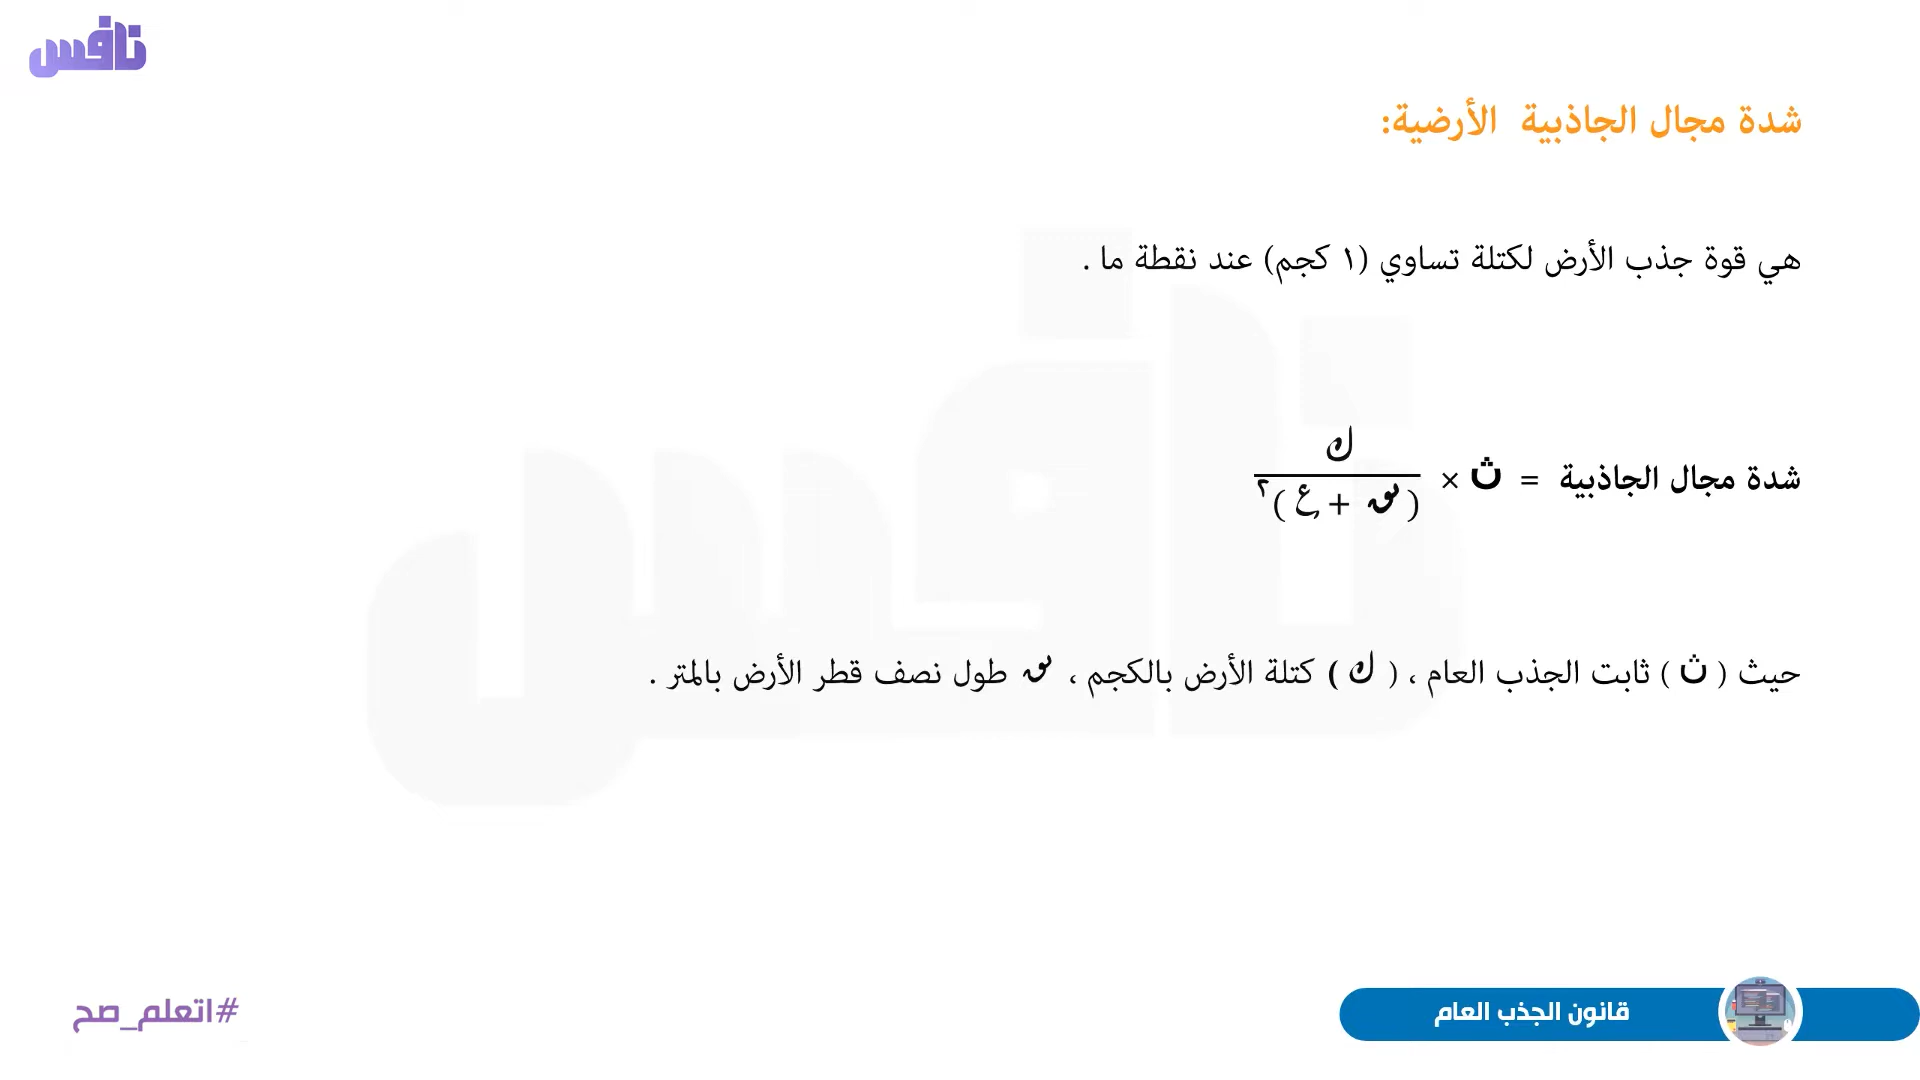 نافس
شدة مجال الجاذبية الأرضية:
هي قوة جذب الأرض لكتلة تساوي (١ كجم) عند نقطة ما .
شدة مجال الجاذبية = ث × ك / (نق + ع)٢
حيث ( ث ) ثابت الجذب العام ، ( ك ) كتلة الأرض بالكجم ، نق طول نصف قطر الأرض بالمتر .
قانون الجذب العام
#اتعلم_صح